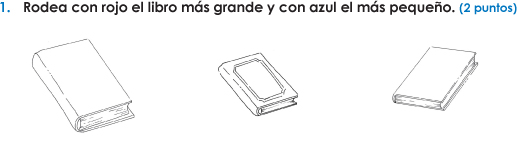 1. Rodea con rojo el libro más grande y con azul el más pequeño. (2 puntos)